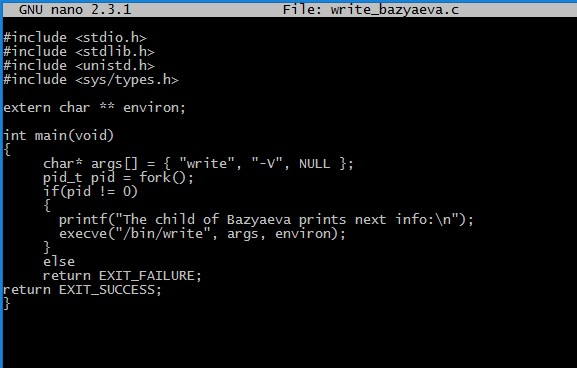 GNU nano 2.3.1 File: write_bazyaeva.c
#include <stdio.h>
#include <stdlib.h>
#include <unistd.h>
#include <sys/types.h>
extern char ** environ;
int main(void)
{
char* args[] = { "write", "-V", NULL };
pid_t pid = fork();
if(pid != 0)
{
printf("The child of Bazyaeva prints next info:\n");
execve("/bin/write", args, environ);
}
else
return EXIT_FAILURE;
return EXIT_SUCCESS;
}